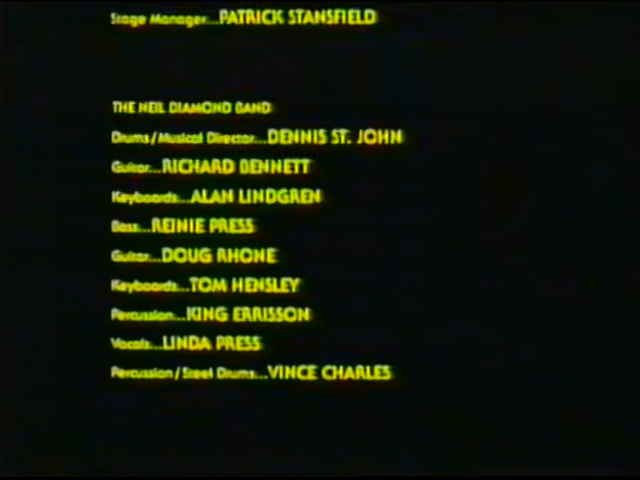 Stage Manager...PATRICK STANSFIELD
THE NEIL DIAMOND BAND
Drums/Musical Director...DENNIS ST. JOHN
Guitar...RICHARD BENNETT
Keyboards...ALAN LINDGREN
Bass...REINIE PRESS
Guitar...DOUG RHONE
Keyboards...TOM HENSLEY
Percussion...KING ERRISSON
Vocals...LINDA PRESS
Percussion/Steel Drums...VINCE CHARLES